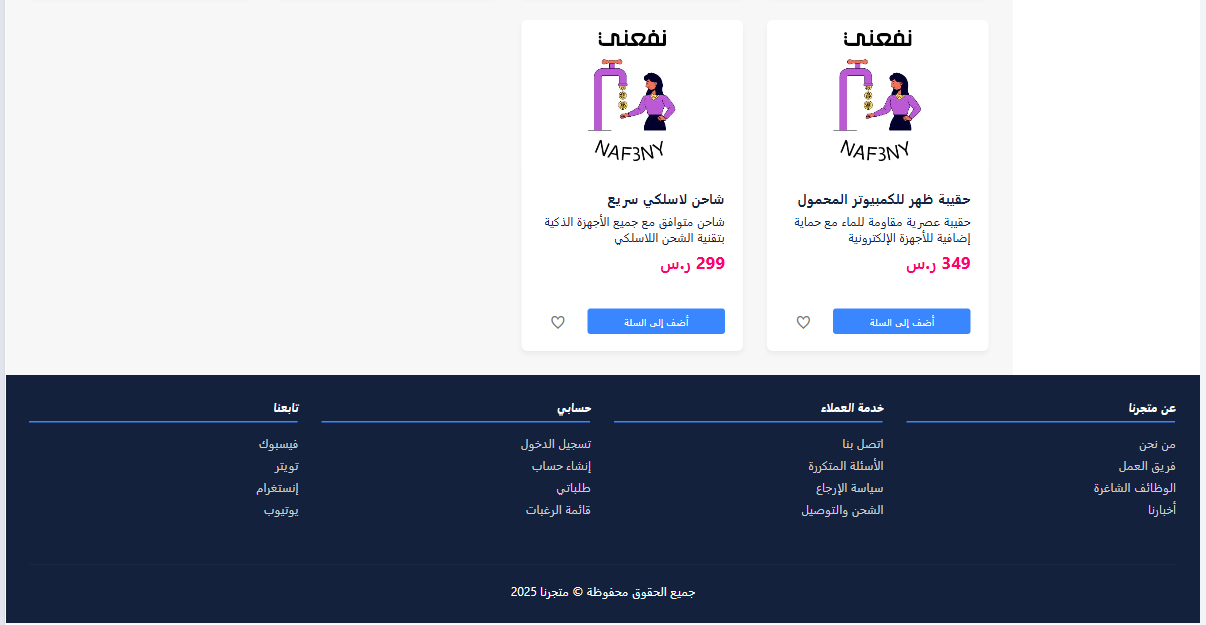 نفعني
NAF3NY
حقيبة ظهر للكمبيوتر المحمول
حقيبة عصرية مقاومة للماء مع حماية
إضافية للأجهزة الإلكترونية
349 ر.س
أضف إلى السلة
نفعني
NAF3NY
شاحن لاسلكي سريع
شاحن متوافق مع جميع الأجهزة الذكية
بتقنية الشحن اللاسلكي
299 ر.س
أضف إلى السلة
عن متجرنا
من نحن
فريق العمل
الوظائف الشاغرة
أخبارنا
خدمة العملاء
اتصل بنا
الأسئلة المتكررة
سياسة الإرجاع
الشحن والتوصيل
حسابي
تسجيل الدخول
إنشاء حساب
طلباتي
قائمة الرغبات
تابعنا
فيسبوك
تويتر
إنستغرام
يوتيوب
جميع الحقوق محفوظة © متجرنا 2025